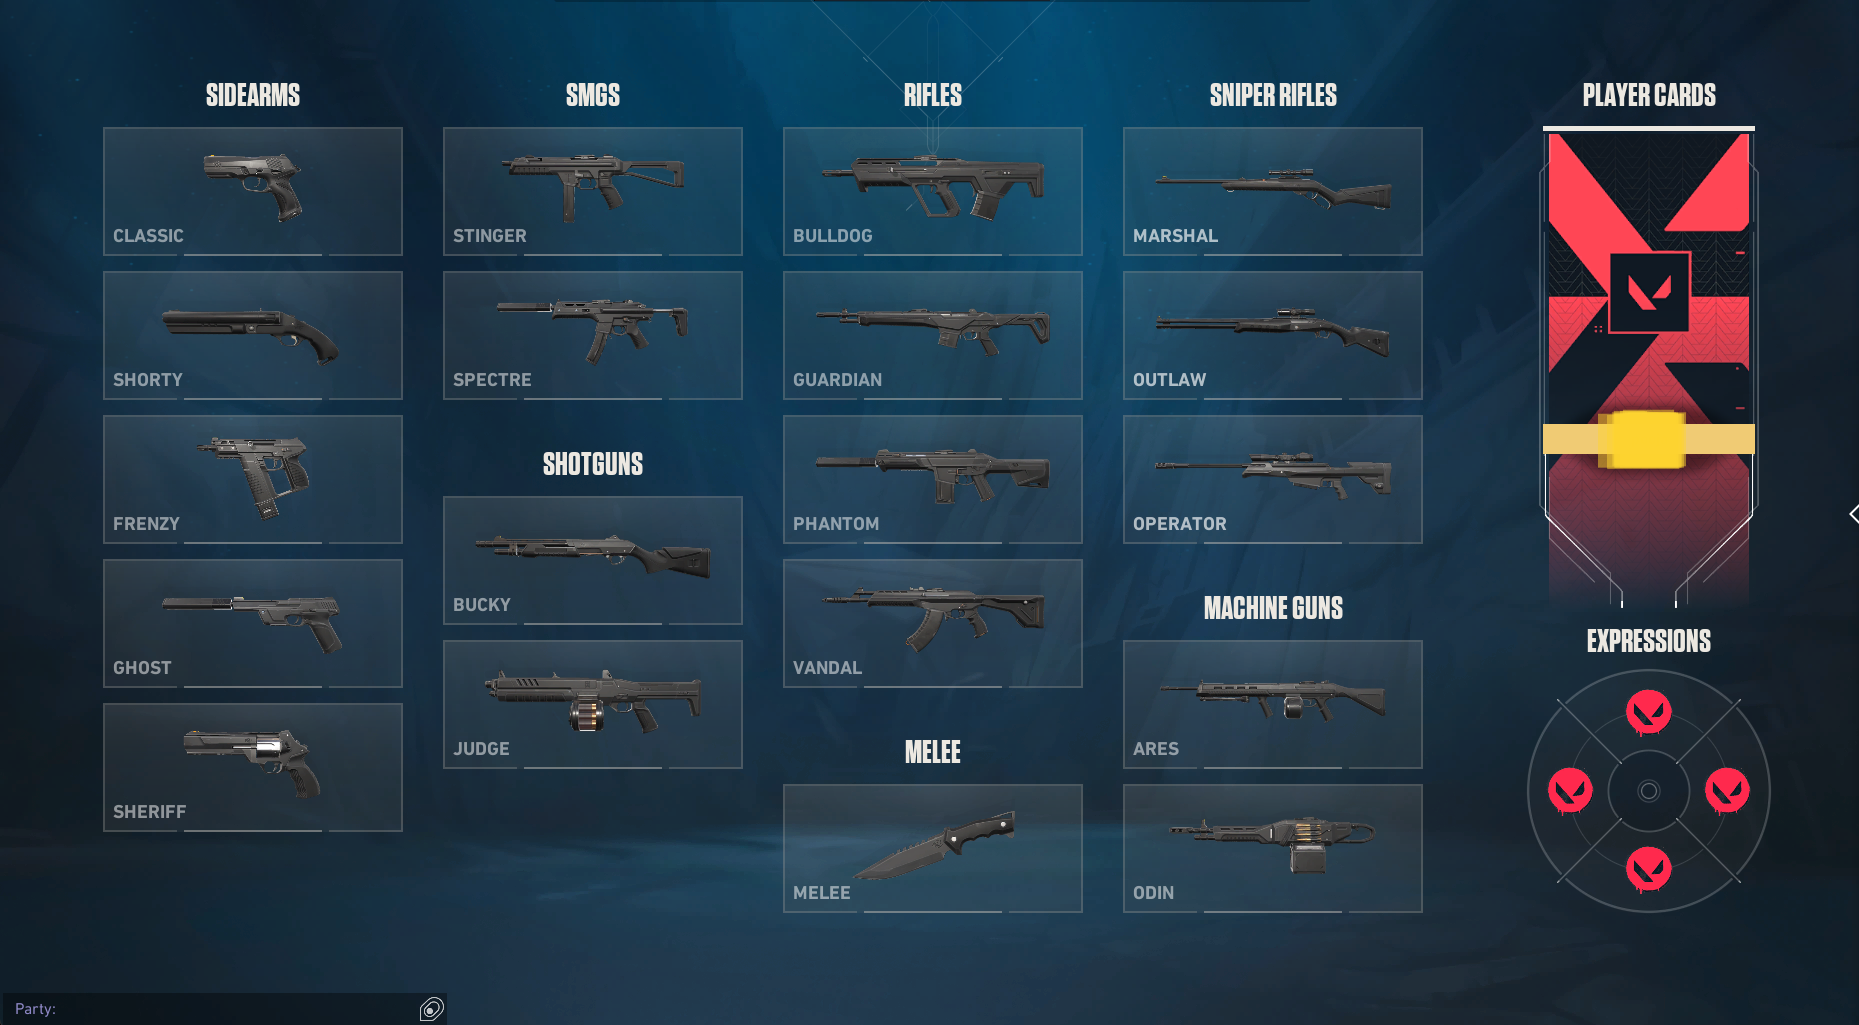 SIDEARMS
CLASSIC
SHORTY
FRENZY
GHOST
SHERIFF
SMGS
STINGER
SPECTRE
SHOTGUNS
BUCKY
JUDGE
RIFLES
BULLDOG
GUARDIAN
PHANTOM
VANDAL
MELEE
MELEE
SNIPER RIFLES
MARSHAL
OUTLAW
OPERATOR
MACHINE GUNS
ARES
ODIN
PLAYER CARDS
EXPRESSIONS
Party: